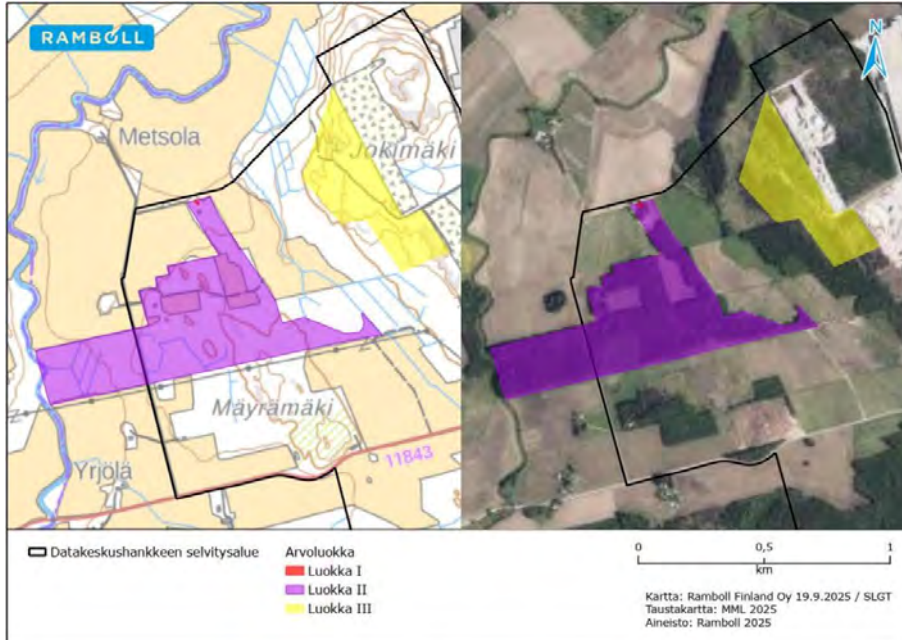 RAMBOLL
N
Metsola
Jokimäki
Mäyrämäki
11843
Yrjölä
Datakeskushankkeen selvitysalue
Arvoluokka
Luokka I
Luokka II
Luokka III
0 0,5 1
km
Kartta: Ramboll Finland Oy 19.9.2025 / SLGT
Taustakartta: MML 2025
Aineisto: Ramboll 2025